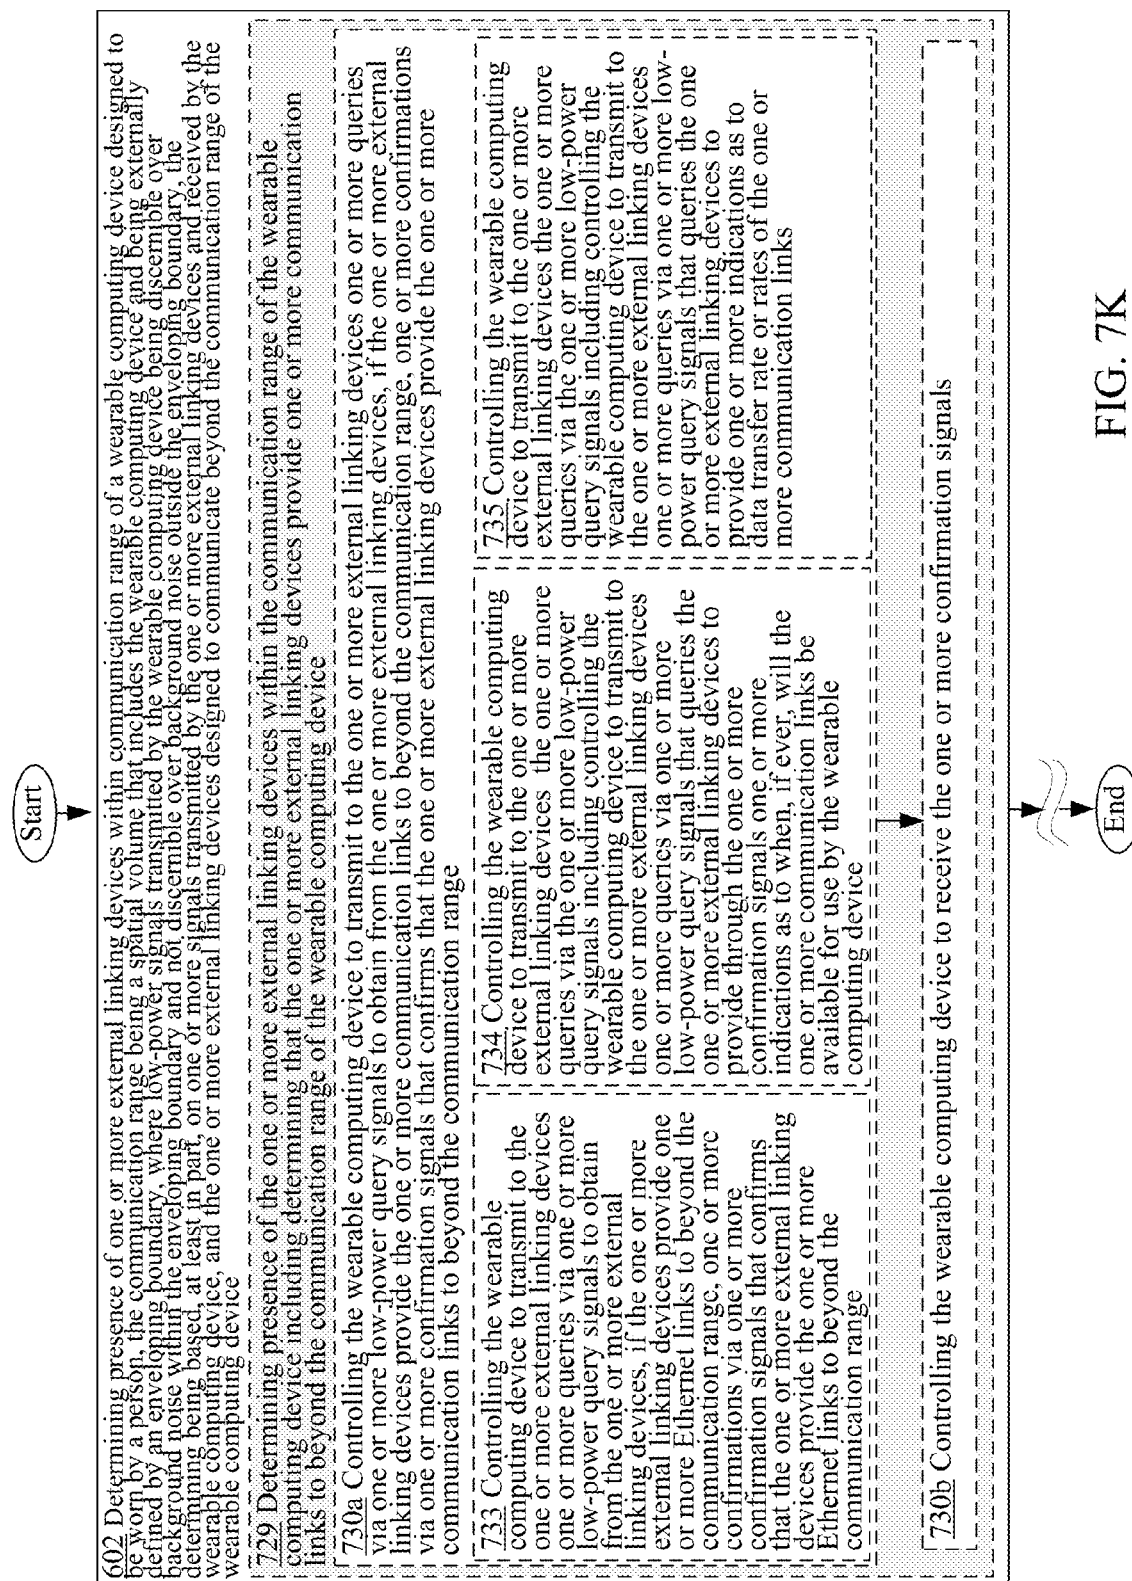 Start
602 Determining presence of one or more external linking devices within communication range of a wearable computing device designed to
be worn by a person, the communication range being a spatial volume that includes the wearable computing device and being externally
defined by an enveloping boundary, where low-power signals transmitted by the wearable computing device being discernible over
background noise within the enveloping boundary and not discernible over background noise outside the enveloping boundary, the
determining being based, at least in part, on one or more signals transmitted by the one or more external linking devices and received by the
wearable computing device, and the one or more external linking devices designed to communicate beyond the communication range of the
wearable computing device
729 Determining presence of the one or more external linking devices within the communication range of the wearable
computing device including determining that the one or more external linking devices provide one or more communication
links to beyond the communication range of the wearable computing device
730a Controlling the wearable computing device to transmit to the one or more external linking devices one or more queries
via one or more low-power query signals to obtain from the one or more external linking devices, if the one or more external
linking devices provide the one or more communication links to beyond the communication range, one or more confirmations
via one or more confirmation signals that confirms that the one or more external linking devices provide the one or more
communication links to beyond the communication range
733 Controlling the wearable
computing device to transmit to the
one or more external linking devices
one or more queries via one or more
low-power query signals to obtain
from the one or more external
linking devices, if the one or more
external linking devices provide one
or more Ethernet links to beyond the
communication range, one or more
confirmations via one or more
confirmation signals that confirms
that the one or more external linking
devices provide the one or more
Ethernet links to beyond the
communication range
734 Controlling the wearable computing
device to transmit to the one or more
external linking devices the one or more
queries via the one or more low-power
query signals including controlling the
wearable computing device to transmit to
the one or more external linking devices
one or more queries via one or more
low-power query signals that queries the
one or more external linking devices to
provide through the one or more
confirmation signals one or more
indications as to when, if ever, will the
one or more communication links be
available for use by the wearable
computing device
735 Controlling the wearable computing
device to transmit to the one or more
external linking devices the one or more
queries via the one or more low-power
query signals including controlling the
wearable computing device to transmit to
the one or more external linking devices
one or more queries via one or more low-
power query signals that queries the one
or more external linking devices to
provide one or more indications as to
data transfer rate or rates of the one or
more communication links
730b Controlling the wearable computing device to receive the one or more confirmation signals
End
FIG. 7K